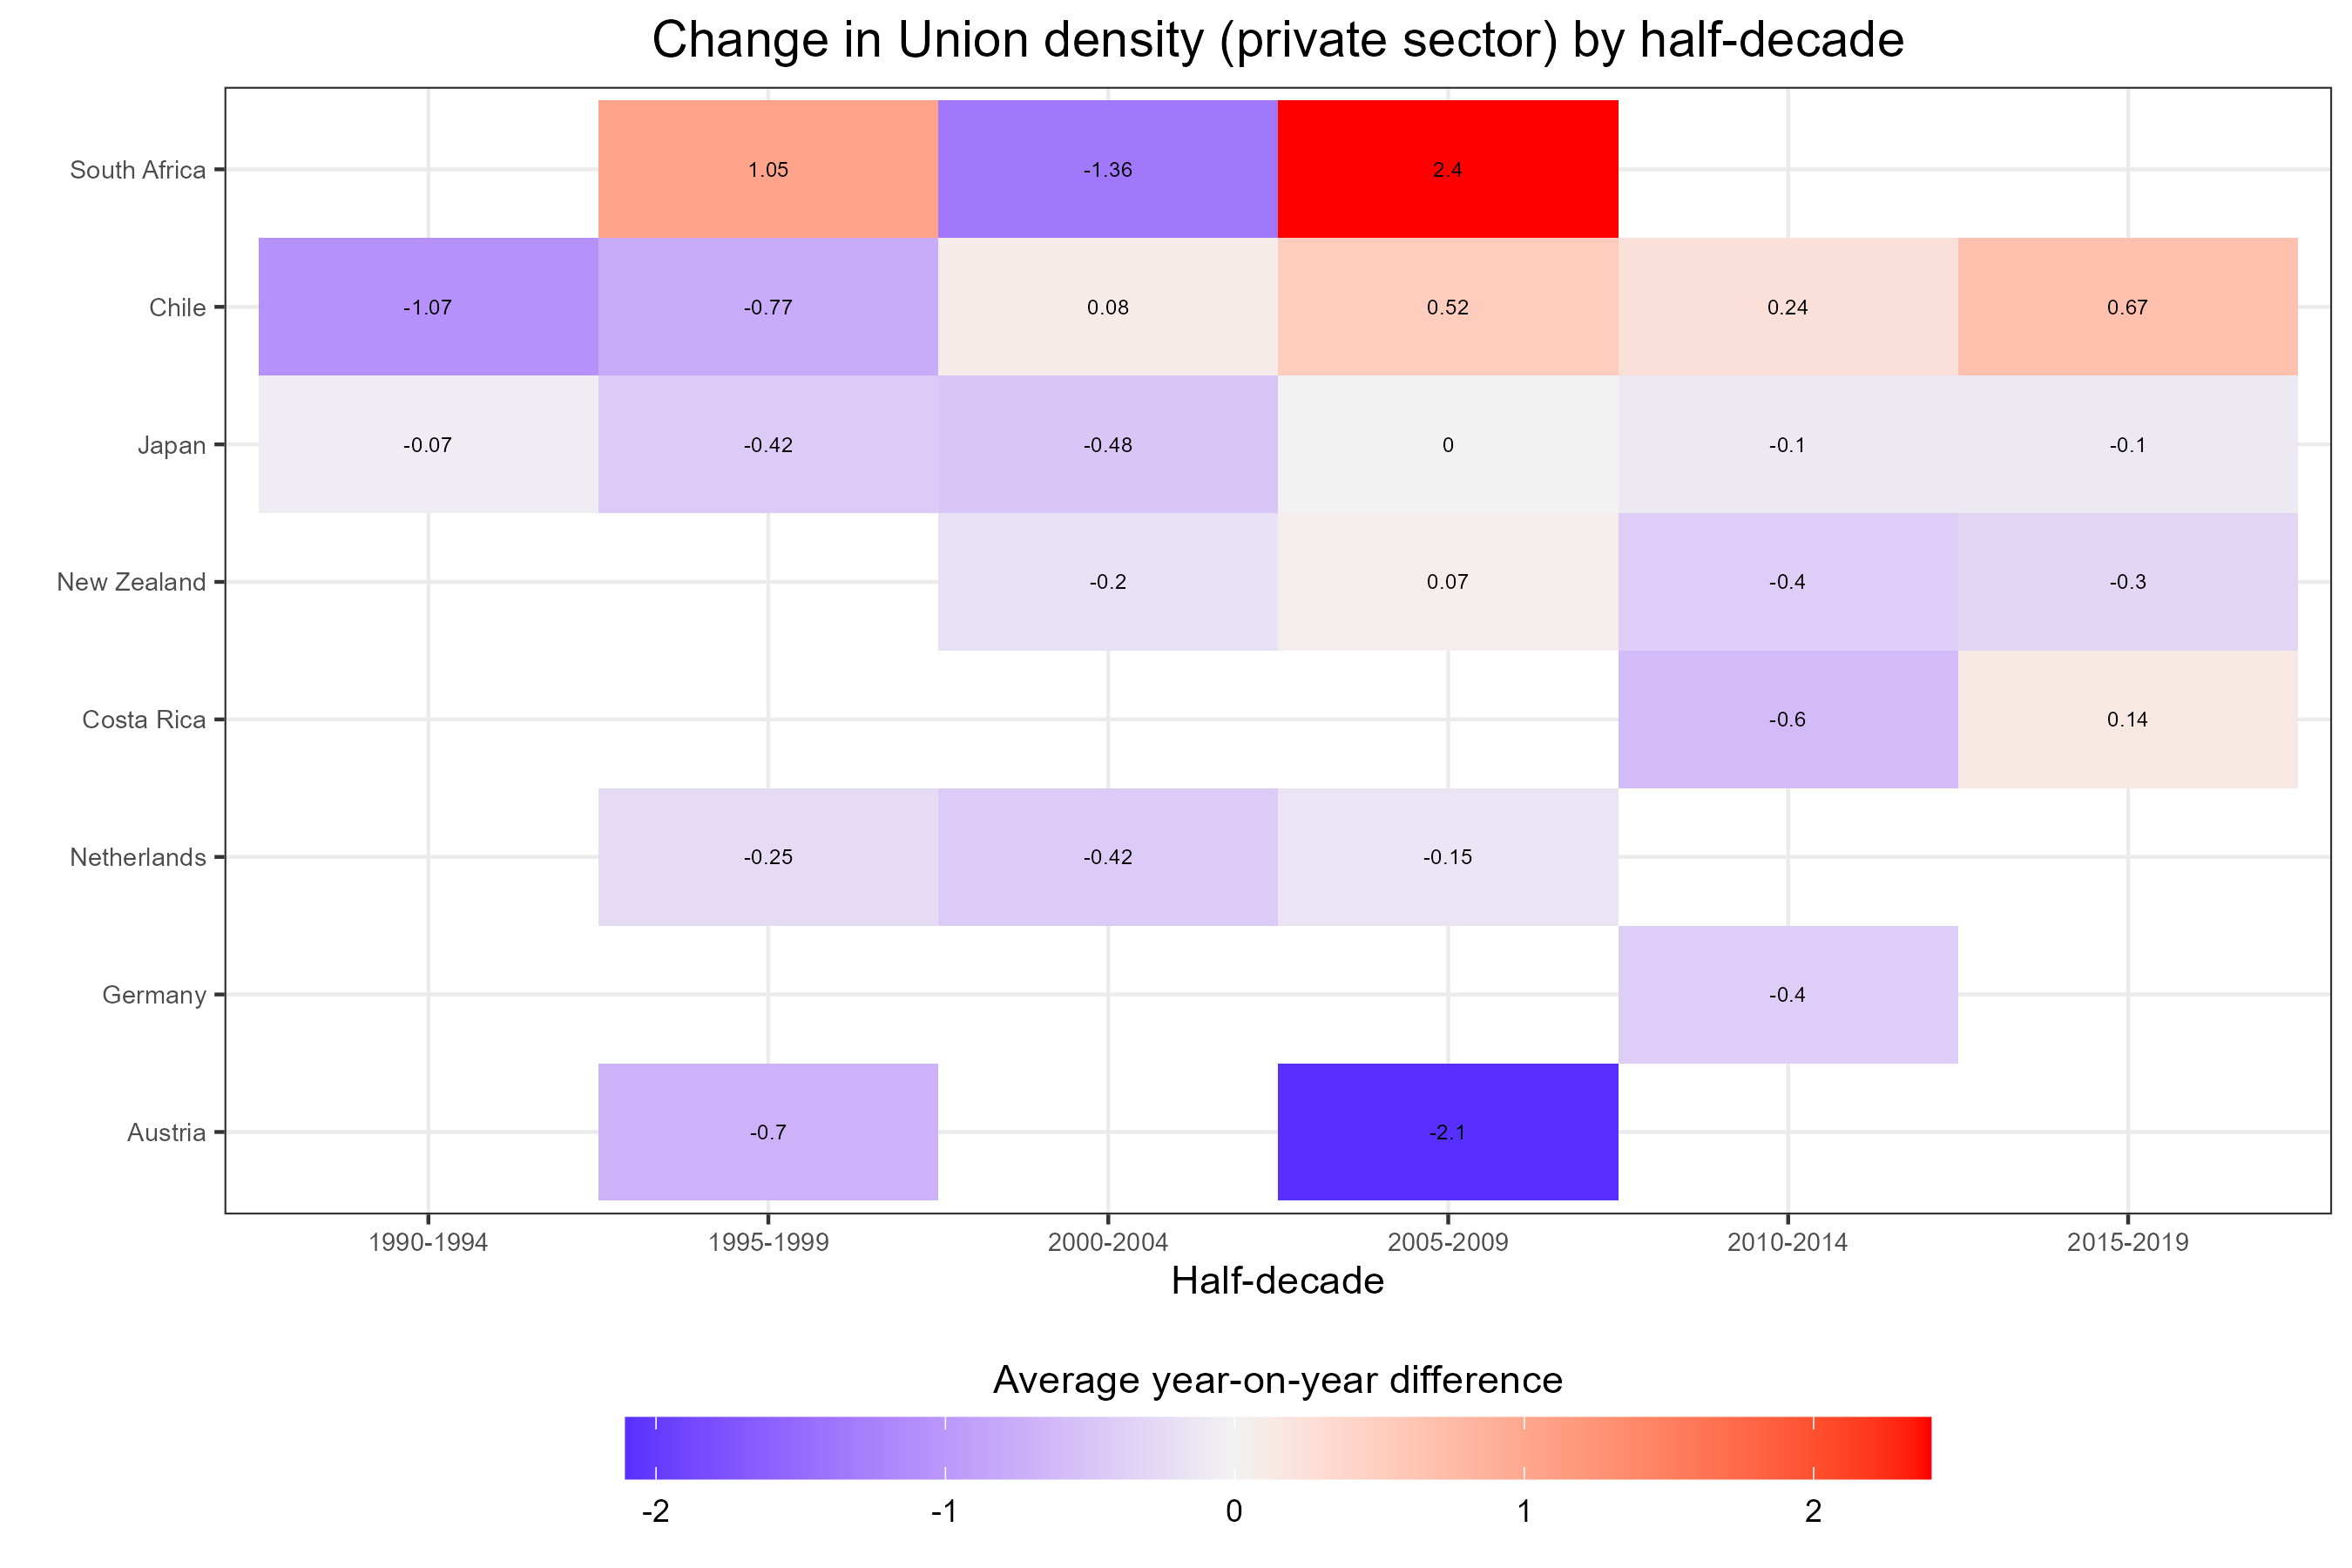 Change in Union density (private sector) by half-decade
South Africa 1.05 -1.36 2.4
Chile -1.07 -0.77 0.08 0.52 0.24 0.67
Japan -0.07 -0.42 -0.48 0 -0.1 -0.1
New Zealand -0.2 0.07 -0.4 -0.3
Costa Rica -0.6 0.14
Netherlands -0.25 -0.42 -0.15
Germany -0.4
Austria -0.7 -2.1
1990-1994 1995-1999 2000-2004 2005-2009 2010-2014 2015-2019
Half-decade
Average year-on-year difference
-2 -1 0 1 2